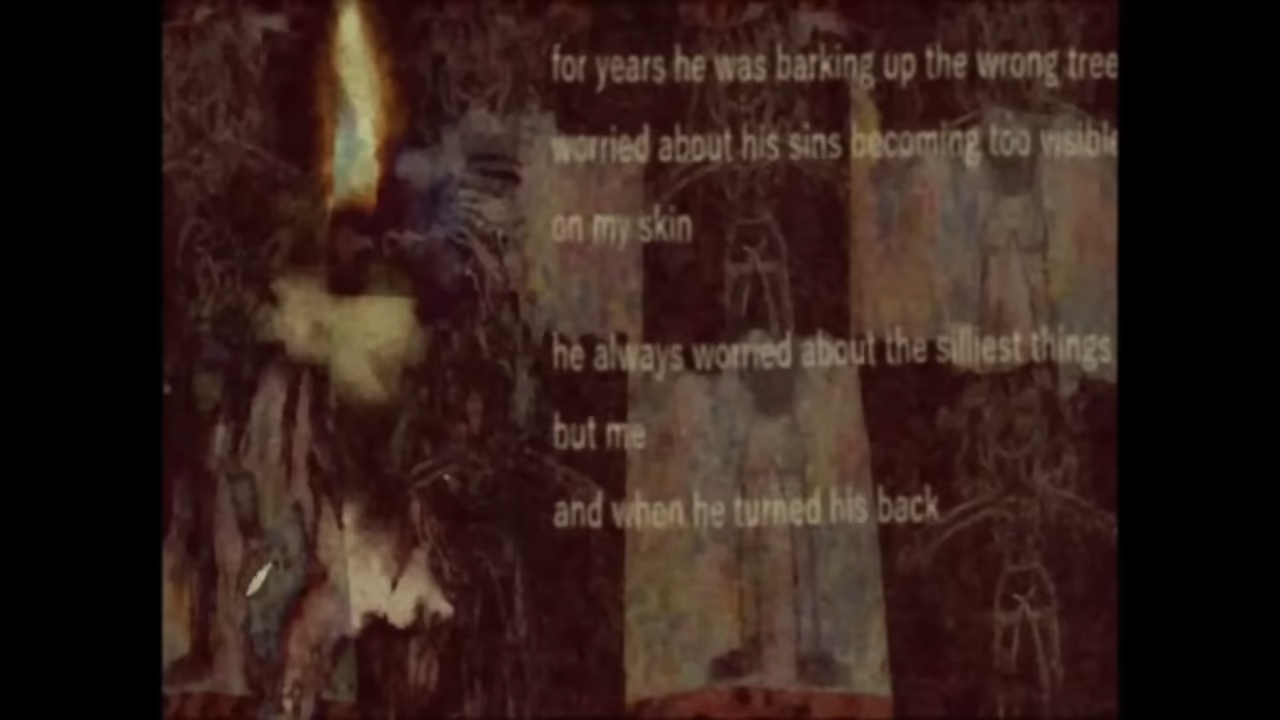 for years he was barking up the wrong tree
worried about his sins becoming too visible
on my skin
he always worried about the silliest things
but me
and when he turned his back